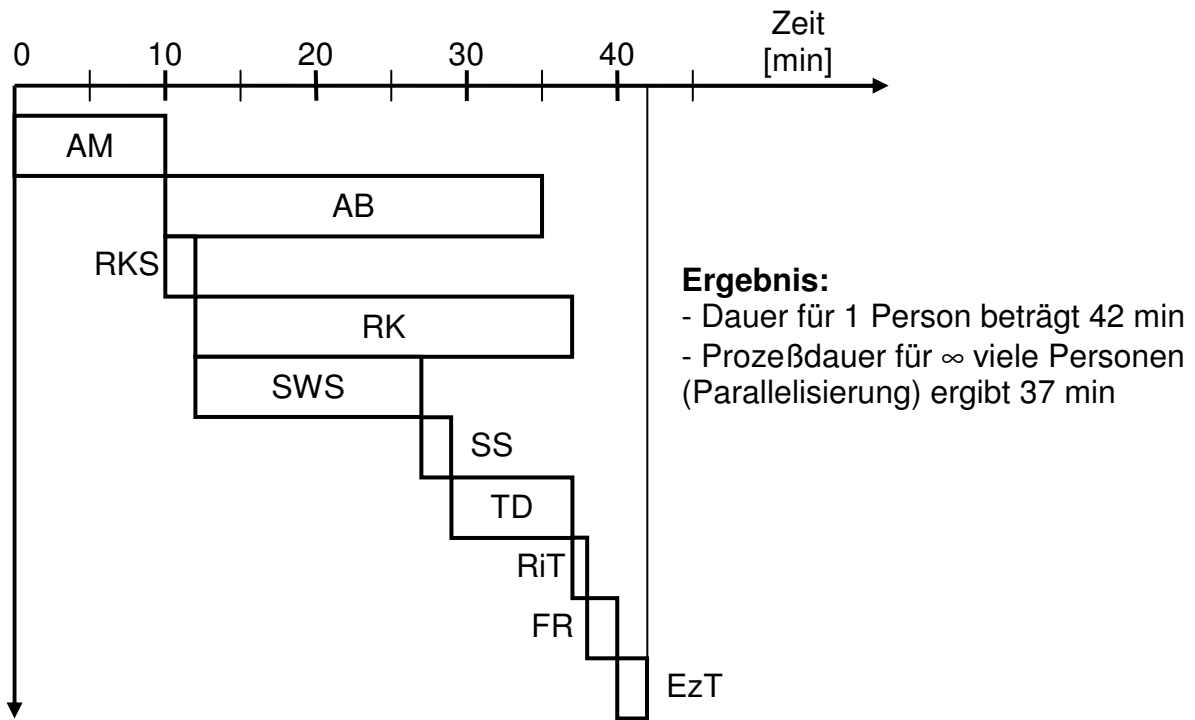 Zeit
0 10 20 30 40 [min]
AM
AB
RKS
Ergebnis:
- Dauer für 1 Person beträgt 42 min
RK
- Prozeßdauer für ∞ viele Personen
SWS
(Parallelisierung) ergibt 37 min
SS
TD
RiT
FR
EzT